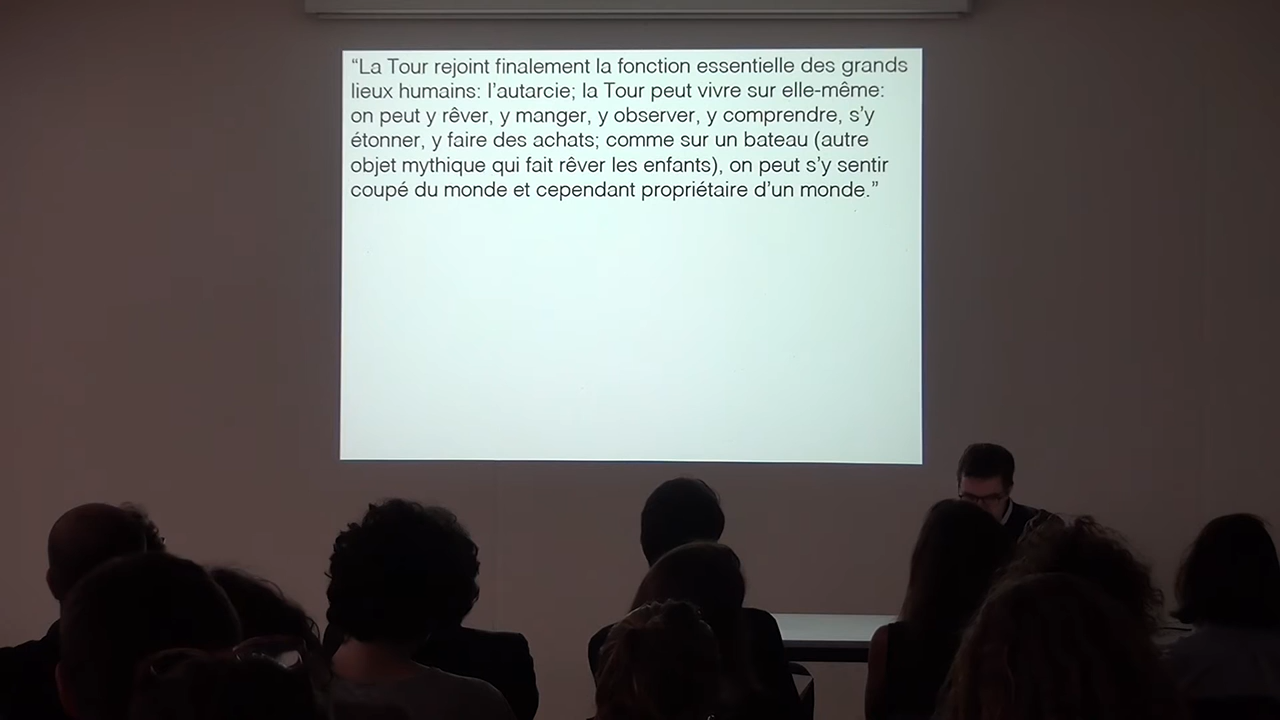 “La Tour rejoint finalement la fonction essentielle des grands
lieux humains: l’autarcie; la Tour peut vivre sur elle-même:
on peut y rêver, y manger, y observer, y comprendre, s’y
étonner, y faire des achats; comme sur un bateau (autre
objet mythique qui fait rêver les enfants), on peut s’y sentir
coupé du monde et cependant propriétaire d’un monde.”